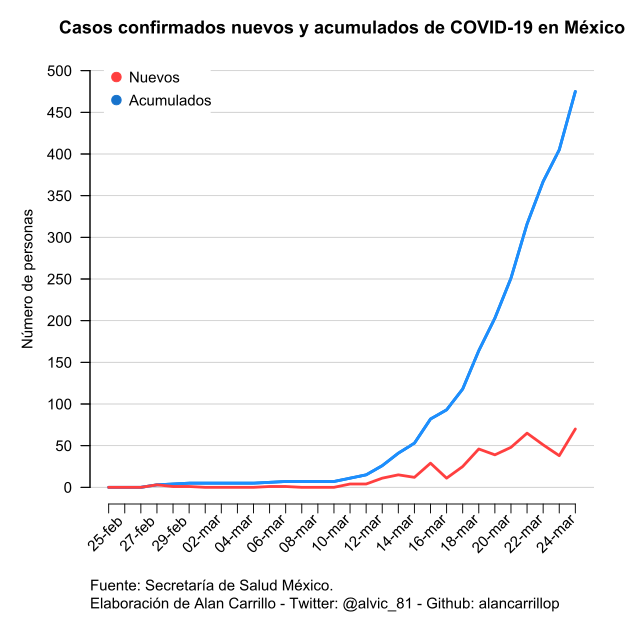 Casos confirmados nuevos y acumulados de COVID-19 en México
Nuevos
Acumulados
Número de personas
500
450
400
350
300
250
200
150
100
50
0
25-feb
27-feb
29-feb
02-mar
04-mar
06-mar
08-mar
10-mar
12-mar
14-mar
16-mar
18-mar
20-mar
22-mar
24-mar
Fuente: Secretaría de Salud México.
Elaboración de Alan Carrillo - Twitter: @alvic_81 - Github: alancarrillop